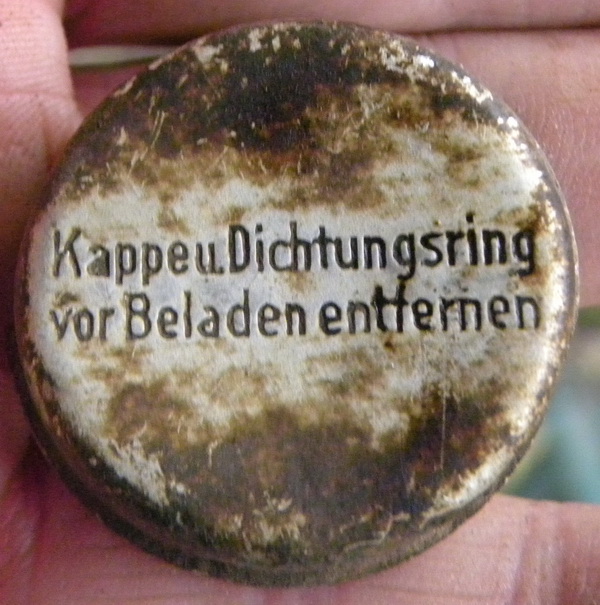 Kappe u. Dichtungsring
vor Beladen entfernen